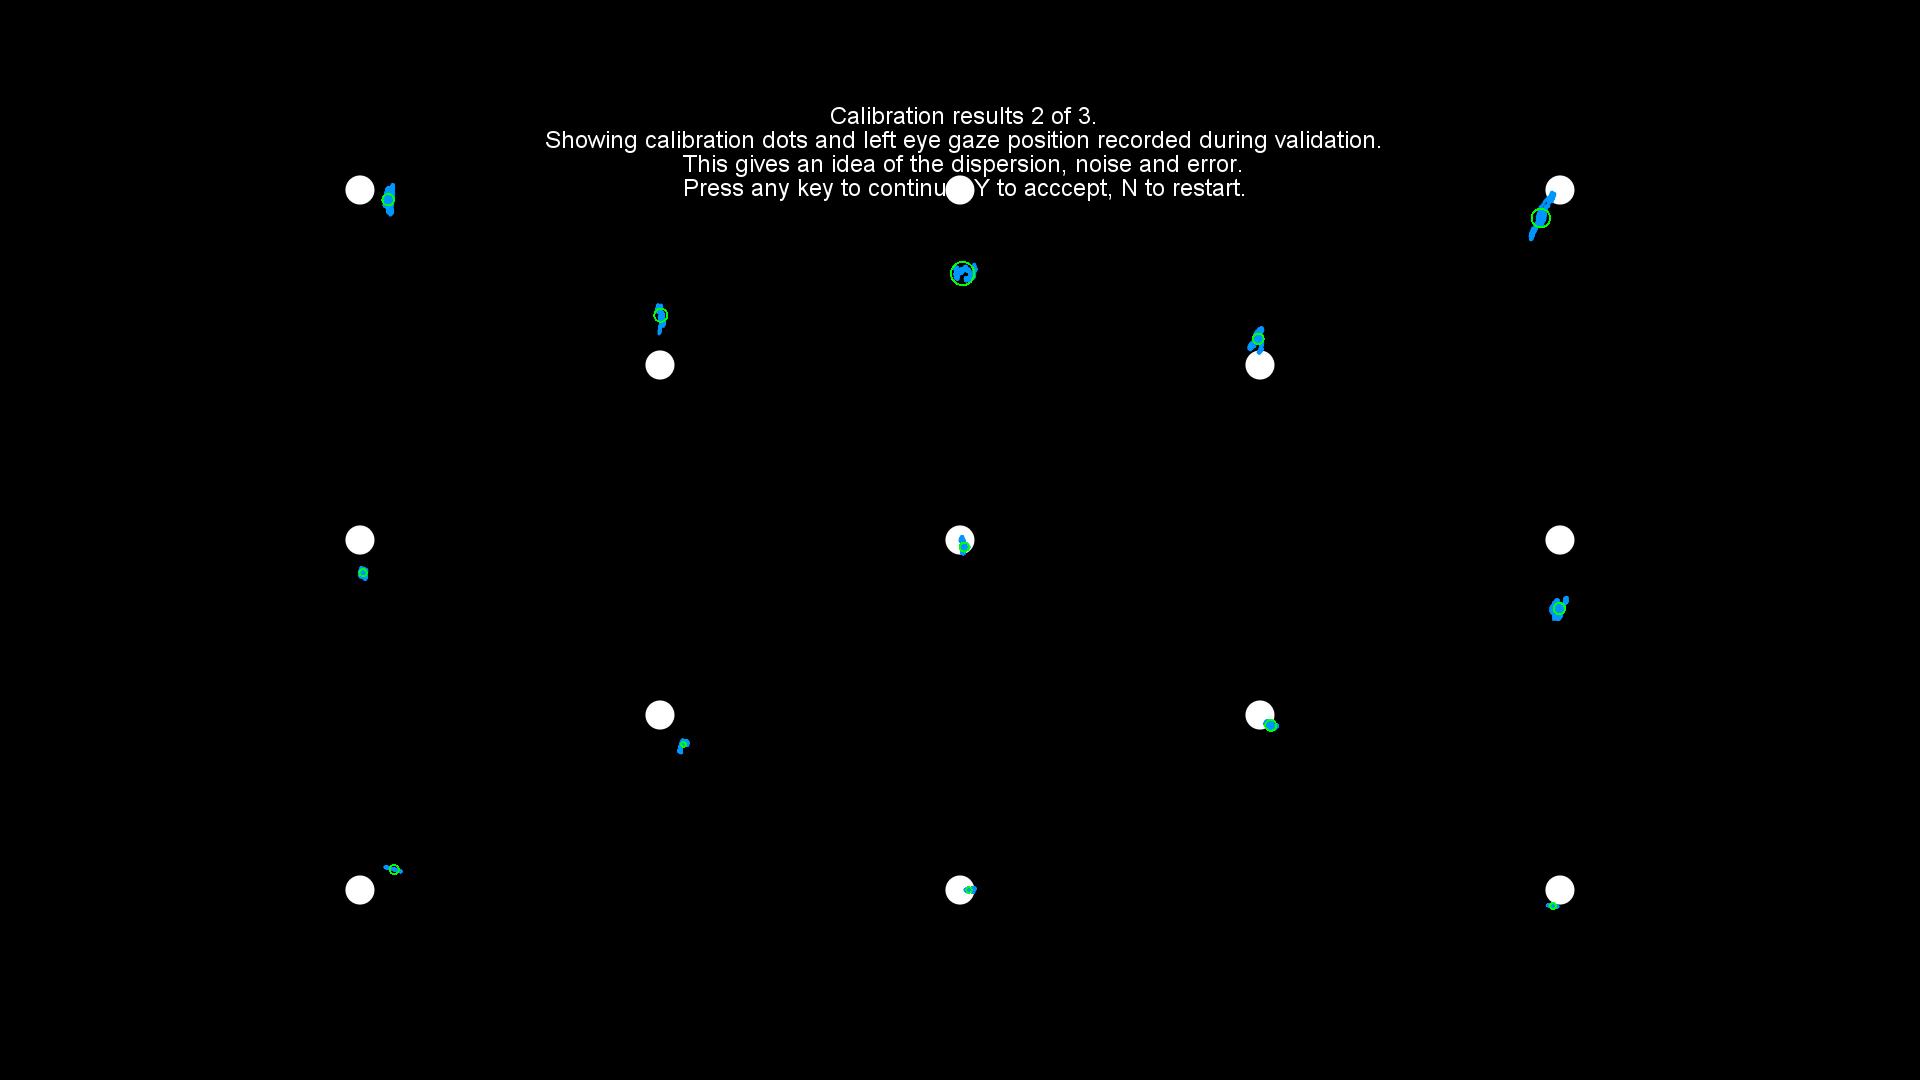 Calibration results 2 of 3.
Showing calibration dots and left eye gaze position recorded during validation.
This gives an idea of the dispersion, noise and error.
Press any key to continu Y to acccept, N to restart.